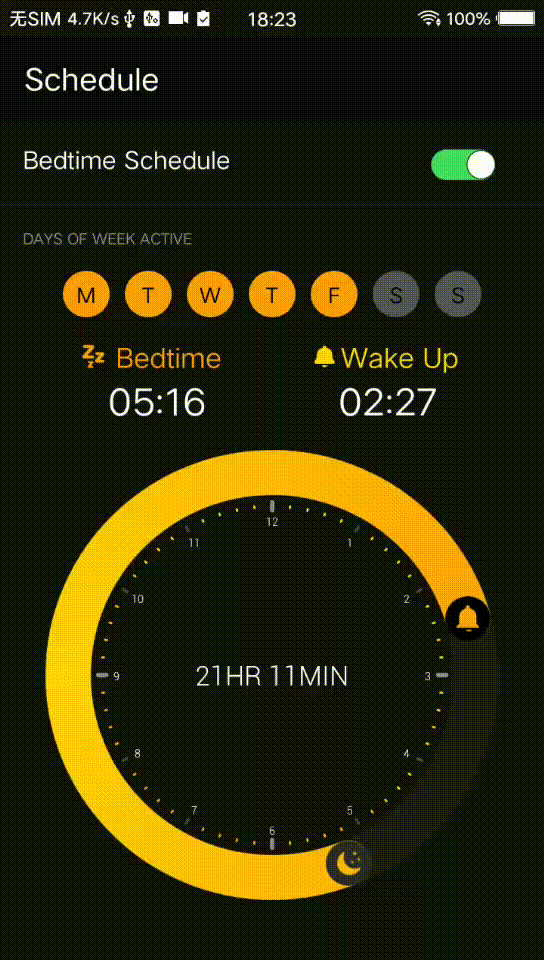 无SIM 4.7K/s 18:23 100%
Schedule
Bedtime Schedule
DAYS OF WEEK ACTIVE
M T W T F S S
Zzz Bedtime Wake Up
05:16 02:27
12
11 1
10 2
9 21HR 11MIN 3
8 4
7 5
6